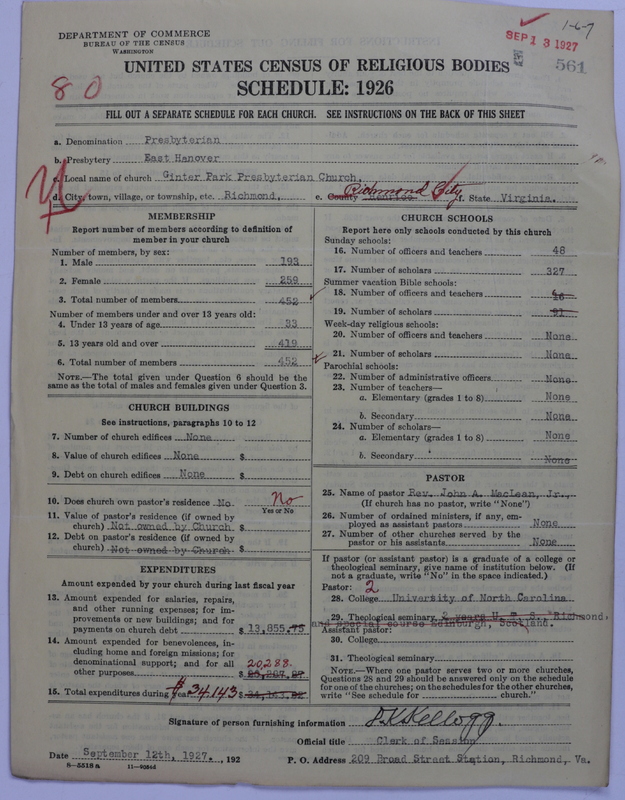 DEPARTMENT OF COMMERCE
BUREAU OF THE CENSUS
WASHINGTON
1-6-7
SEP 13 1927
561
80
UNITED STATES CENSUS OF RELIGIOUS BODIES
SCHEDULE: 1926
FILL OUT A SEPARATE SCHEDULE FOR EACH CHURCH. SEE INSTRUCTIONS ON THE BACK OF THIS SHEET
a. Denomination Presbyterian
b. Presbytery East Hanover
c. Local name of church Ginter Park Presbyterian Church,
d. City, town, village, or township, etc. Richmond, e. County Henrico Richmond City f. State Virginia.
MEMBERSHIP
Report number of members according to definition of
member in your church
Number of members, by sex:
1. Male 193
2. Female 259
3. Total number of members 452
Number of members under and over 13 years old:
4. Under 13 years of age 33
5. 13 years old and over 419
6. Total number of members 452
NOTE.—The total given under Question 6 should be the
same as the total of males and females given under Question 3.
CHURCH BUILDINGS
See instructions, paragraphs 10 to 12
7. Number of church edifices None
8. Value of church edifices None $
9. Debt on church edifices None $
10. Does church own pastor's residence No No
Yes or No
11. Value of pastor's residence (if owned by
church) Not owned by Church $
12. Debt on pastor's residence (if owned by
church) Not owned by Church $
EXPENDITURES
Amount expended by your church during last fiscal year
13. Amount expended for salaries, repairs,
and other running expenses; for im-
provements or new buildings; and for
payments on church debt $ 13,855.75
14. Amount expended for benevolences, in-
cluding home and foreign missions; for
denominational support; and for all
other purposes $ 20,288
15. Total expenditures during year $ 34,143
CHURCH SCHOOLS
Report here only schools conducted by this church
Sunday schools:
16. Number of officers and teachers 48
17. Number of scholars 327
Summer vacation Bible schools:
18. Number of officers and teachers 16
19. Number of scholars 91
Week-day religious schools:
20. Number of officers and teachers None
21. Number of scholars None
Parochial schools:
22. Number of administrative officers None
23. Number of teachers—
a. Elementary (grades 1 to 8) None
b. Secondary None
24. Number of scholars—
a. Elementary (grades 1 to 8) None
b. Secondary None
PASTOR
25. Name of pastor Rev. John A. MacLean, Jr.,
(If church has no pastor, write "None")
26. Number of ordained ministers, if any, em-
ployed as assistant pastors None
27. Number of other churches served by the
pastor or his assistants None
If pastor (or assistant pastor) is a graduate of a college or
theological seminary, give name of institution below. (If
not a graduate, write "No" in the space indicated.)
Pastor: 2
28. College University of North Carolina
29. Theological seminary 2 years U. T. S. Richmond,
and special course Edinburgh, Scotland.
Assistant pastor:
30. College
31. Theological seminary
NOTE.—Where one pastor serves two or more churches,
Questions 28 and 29 should be answered only on the schedule
for one of the churches; on the schedules for the other churches,
write "See schedule for church."
Signature of person furnishing information J.K. Kellogg.
Official title Clerk of Session
Date September 12th, 1927. , 192
P. O. Address 209 Broad Street Station, Richmond, Va.
8—5518 a